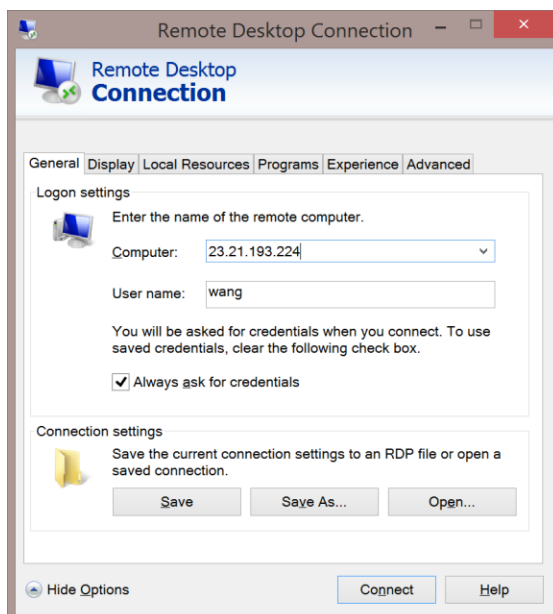 Remote Desktop Connection
Remote Desktop
Connection
General Display Local Resources Programs Experience Advanced
Logon settings
Enter the name of the remote computer.
Computer: 23.21.193.224
User name: wang
You will be asked for credentials when you connect. To use
saved credentials, clear the following check box.
Always ask for credentials
Connection settings
Save the current connection settings to an RDP file or open a
saved connection.
Save Save As... Open...
Hide Options Connect Help